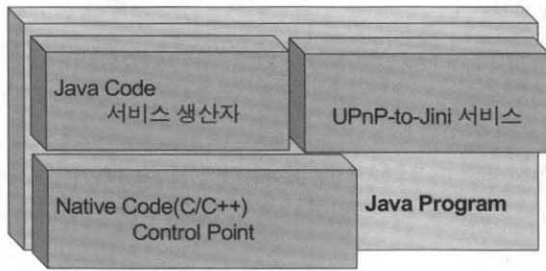 Java Code
서비스 생산자
UPnP-to-Jini 서비스
Native Code(C/C++)
Control Point
Java Program